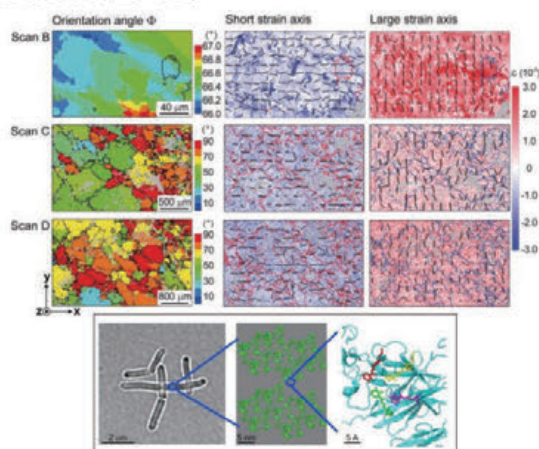 Orientation angle Φ Short strain axis Large strain axis
Scan B
(°)
67.0
66.8
66.6
66.4
66.2
66.0
40 μm
Scan C
(°)
90
70
50
30
10
500 μm
Scan D
(°)
90
70
50
30
10
800 μm
ε (10⁻³)
3.0
2.0
1.0
0
-1.0
-2.0
-3.0
y
z x
2 um
5 nm
5 A